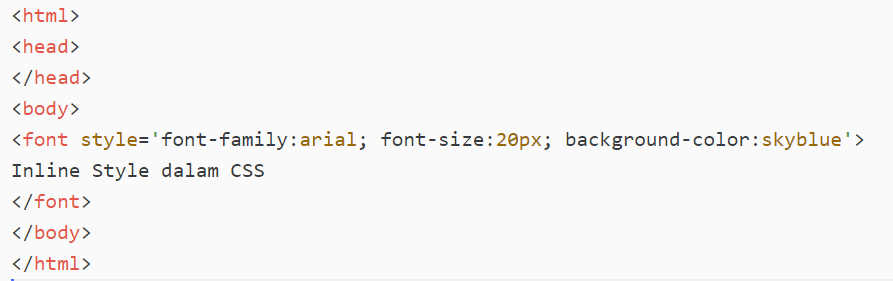 <html>
<head>
</head>
<body>
<font style='font-family:arial; font-size:20px; background-color:skyblue'>
Inline Style dalam CSS
</font>
</body>
</html>